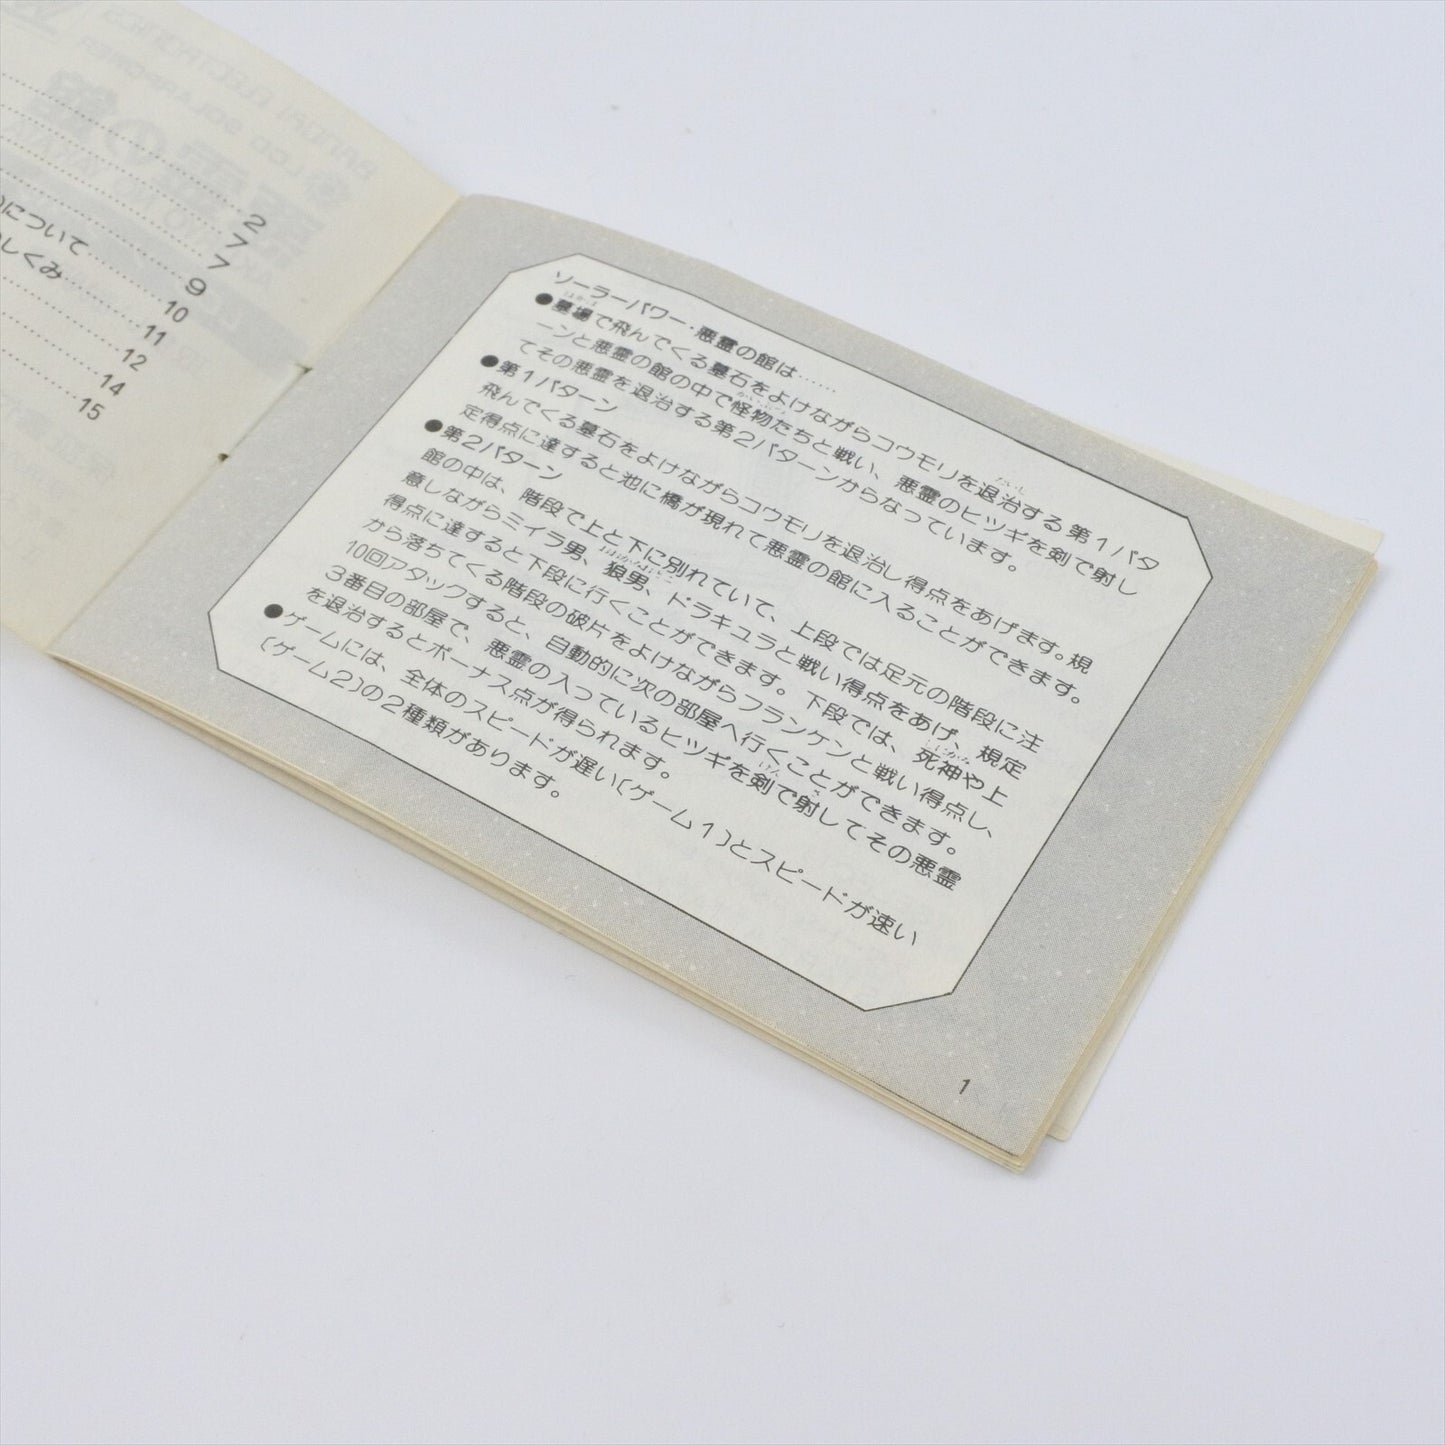 2
7
7
のについて 9
しくみ 10
11
12
14
15
ソーラーパワー・悪霊の館は……
●墓場で飛んでくる墓石をよけながらコウモリを退治する第1パタ
ーンと悪霊の館の中で怪物たちと戦い、悪霊のヒツギを剣で射し
てその悪霊を退治する第2パターンからなっています。
●第1パターン
飛んでくる墓石をよけながらコウモリを退治し得点をあげます。規
定得点に達すると池に橋が現れて悪霊の館に入ることができます。
●第2パターン
館の中は、階段で上と下に別れていて、上段では足元の階段に注
意しながらミイラ男、狼男、ドラキュラと戦い得点をあげ、規定
得点に達すると下段に行くことができます。下段では、死神や上
から落ちてくる階段の破片をよけながらフランケンと戦い得点し、
10回アタックすると、自動的に次の部屋へ行くことができます。
3番目の部屋で、悪霊の入っているヒツギを剣で射してその悪霊
を退治するとボーナス点が得られます。
●ゲームには、全体のスピードが遅い(ゲーム1)とスピードが速い
(ゲーム2)の2種類があります。
1